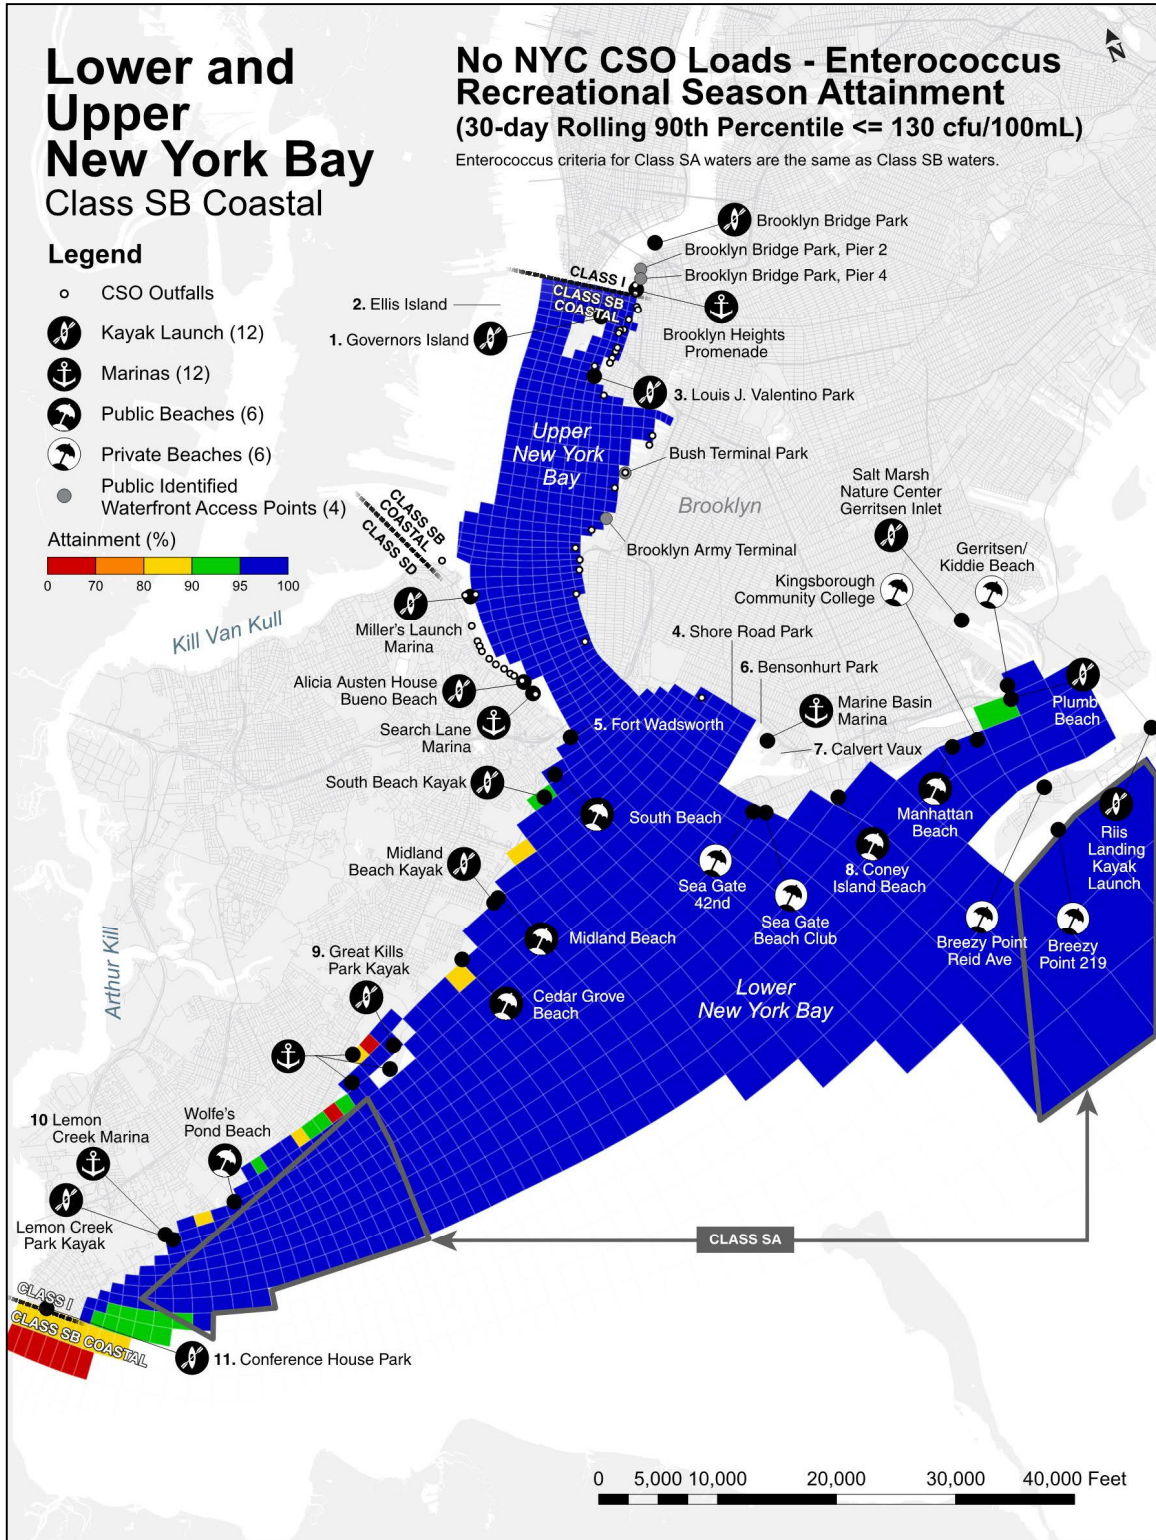 Lower and
Upper
New York Bay
Class SB Coastal
No NYC CSO Loads - Enterococcus
Recreational Season Attainment
(30-day Rolling 90th Percentile <= 130 cfu/100mL)
Enterococcus criteria for Class SA waters are the same as Class SB waters.
N
Legend
CSO Outfalls
Kayak Launch (12)
Marinas (12)
Public Beaches (6)
Private Beaches (6)
Public Identified
Waterfront Access Points (4)
Attainment (%)
0 70 80 90 95 100
Brooklyn Bridge Park
Brooklyn Bridge Park, Pier 2
Brooklyn Bridge Park, Pier 4
CLASS I
CLASS SB
COASTAL
2. Ellis Island
1. Governors Island
Brooklyn Heights
Promenade
3. Louis J. Valentino Park
Upper
New York
Bay
Bush Terminal Park
Brooklyn
Salt Marsh
Nature Center
Gerritsen Inlet
CLASS SB
COASTAL
CLASS SD
Brooklyn Army Terminal
Gerritsen/
Kiddie Beach
Kingsborough
Community College
Kill Van Kull
Miller's Launch
Marina
4. Shore Road Park
6. Bensonhurt Park
Alicia Austen House
Bueno Beach
Marine Basin
Marina
Plumb
Beach
Search Lane
Marina
5. Fort Wadsworth
7. Calvert Vaux
South Beach Kayak
South Beach
Manhattan
Beach
Riis
Landing
Kayak
Launch
Midland
Beach Kayak
Sea Gate
42nd
8. Coney
Island Beach
Sea Gate
Beach Club
Breezy Point
Reid Ave
Breezy
Point 219
Arthur Kill
9. Great Kills
Park Kayak
Midland Beach
Cedar Grove
Beach
Lower
New York Bay
10 Lemon
Creek Marina
Wolfe's
Pond Beach
Lemon Creek
Park Kayak
CLASS SA
CLASS I
CLASS SB COASTAL
11. Conference House Park
0 5,000 10,000 20,000 30,000 40,000 Feet